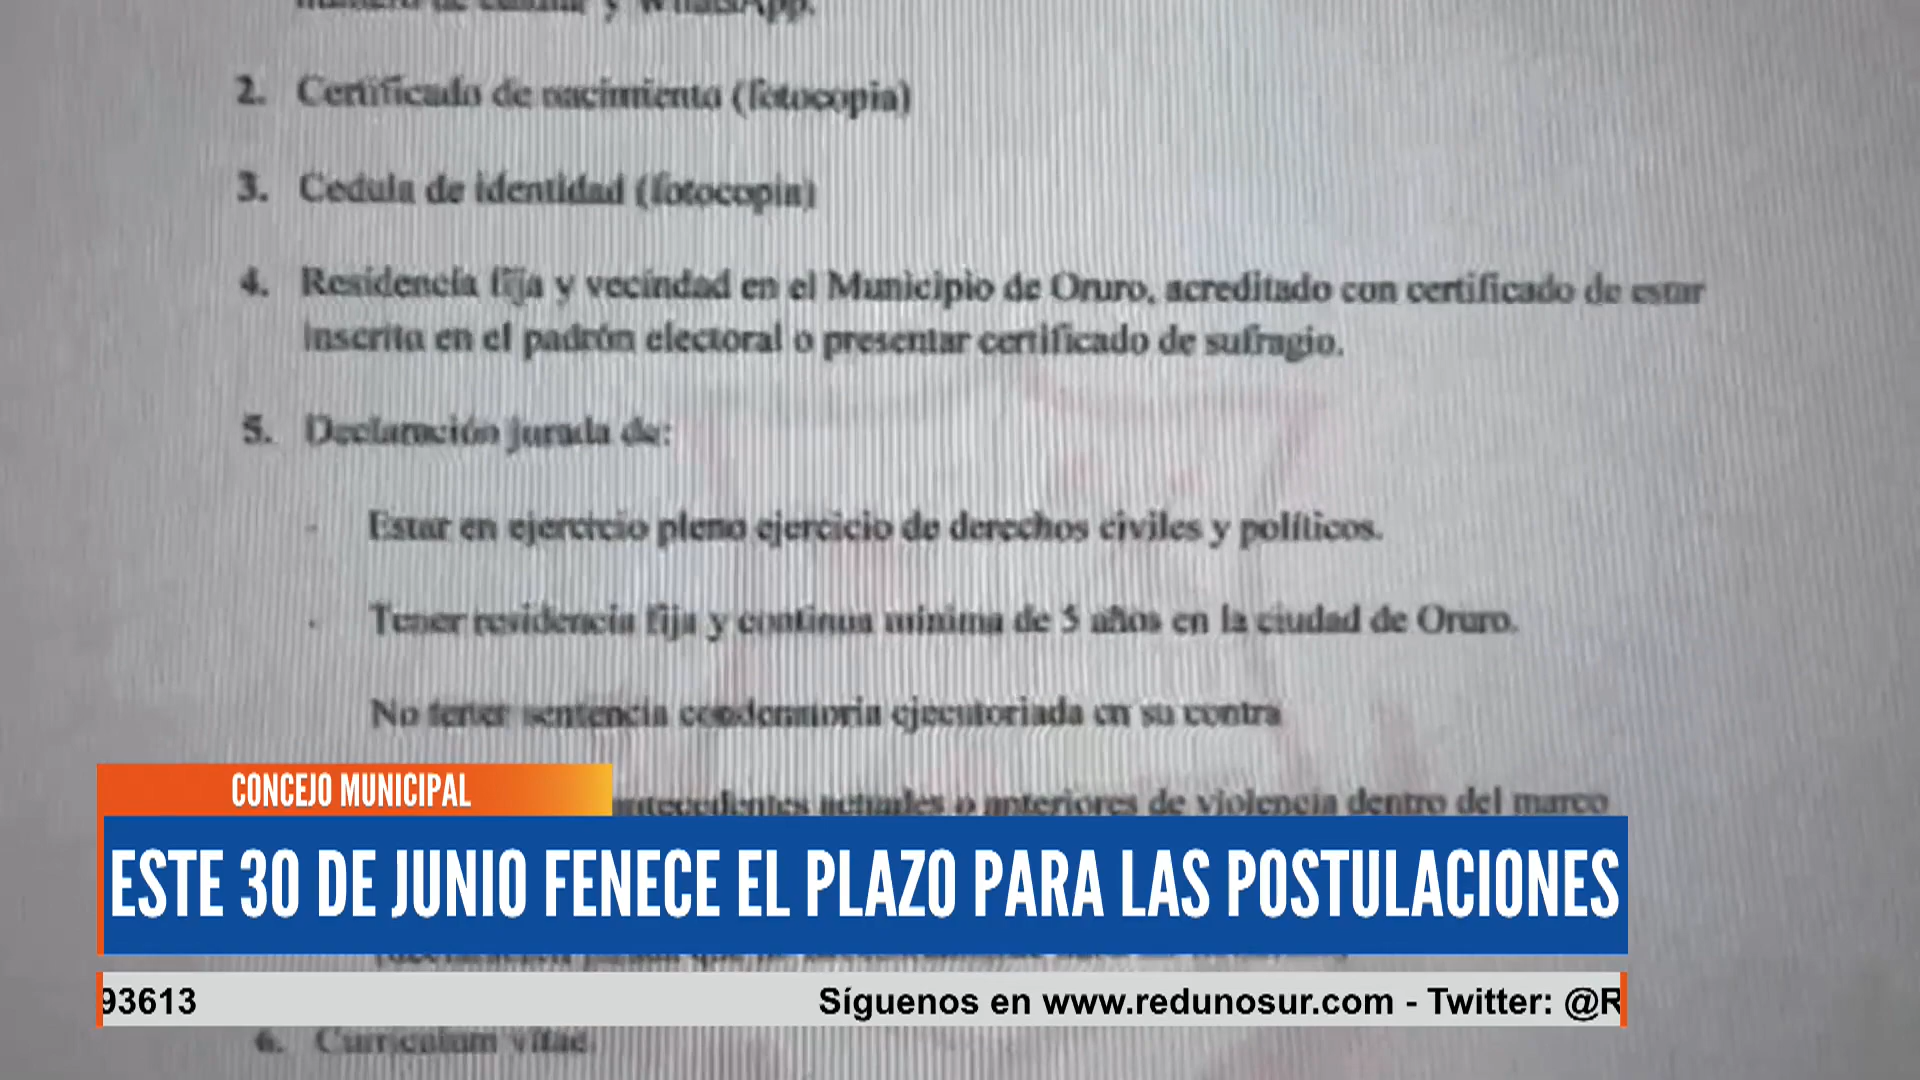 número de celular y WhatsApp.
2. Certificado de nacimiento (fotocopia)
3. Cedula de identidad (fotocopia)
4. Residencia fija y vecindad en el Municipio de Oruro, acreditado con certificado de estar
inscrita en el padrón electoral o presentar certificado de sufragio.
5. Declaración jurada de:
- Estar en ejercicio pleno ejercicio de derechos civiles y políticos.
- Tener residencia fija y continua mínima de 5 años en la ciudad de Oruro.
No tener sentencia condenatoria ejecutoriada en su contra
antecedentes actuales o anteriores de violencia dentro del marco
CONCEJO MUNICIPAL
ESTE 30 DE JUNIO FENECE EL PLAZO PARA LAS POSTULACIONES
93613 Síguenos en www.redunosur.com - Twitter: @R
6. Curriculum vitae.